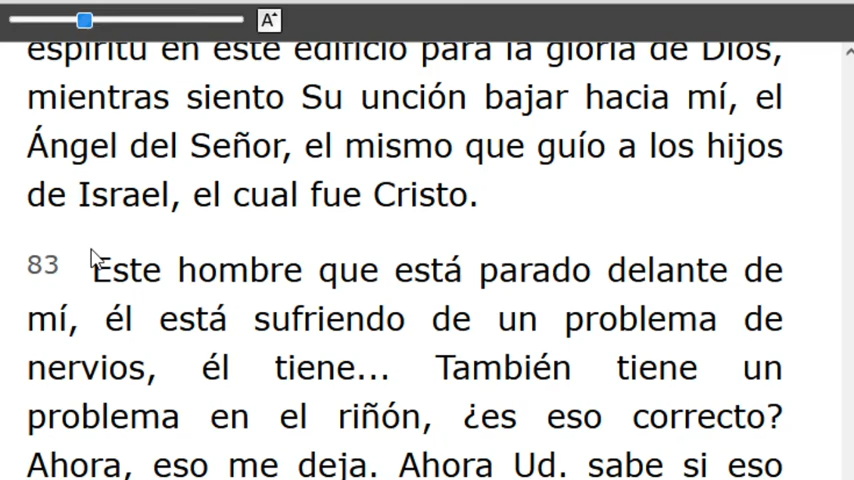 A
espíritu en este edificio para la gloria de Dios,
mientras siento Su unción bajar hacia mí, el
Ángel del Señor, el mismo que guío a los hijos
de Israel, el cual fue Cristo.
83 Este hombre que está parado delante de
mí, él está sufriendo de un problema de
nervios, él tiene... También tiene un
problema en el riñón, ¿es eso correcto?
Ahora, eso me deja. Ahora Ud. sabe si eso